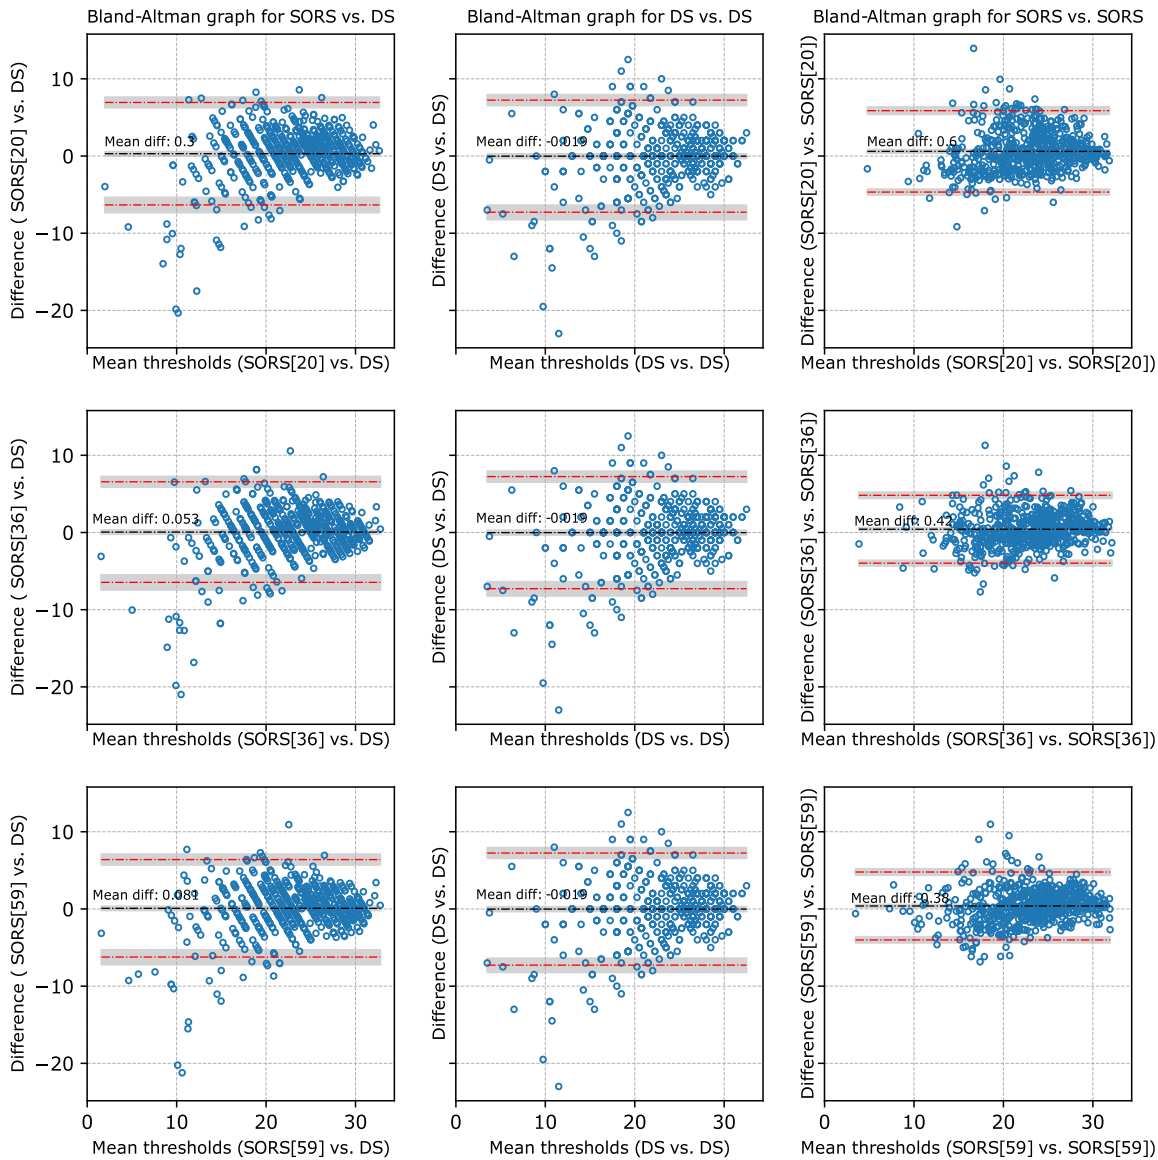 Bland-Altman graph for SORS vs. DS
Bland-Altman graph for DS vs. DS
Bland-Altman graph for SORS vs. SORS
Difference ( SORS[20] vs. DS)
10
0
−10
−20
Mean diff: 0.3
Mean thresholds (SORS[20] vs. DS)
Difference (DS vs. DS)
Mean diff: -0.019
Mean thresholds (DS vs. DS)
Difference (SORS[20] vs. SORS[20])
Mean diff: 0.6
Mean thresholds (SORS[20] vs. SORS[20])
Difference ( SORS[36] vs. DS)
10
0
−10
−20
Mean diff: 0.053
Mean thresholds (SORS[36] vs. DS)
Difference (DS vs. DS)
Mean diff: -0.019
Mean thresholds (DS vs. DS)
Difference (SORS[36] vs. SORS[36])
Mean diff: 0.42
Mean thresholds (SORS[36] vs. SORS[36])
Difference ( SORS[59] vs. DS)
10
0
−10
−20
Mean diff: 0.081
0 10 20 30
Mean thresholds (SORS[59] vs. DS)
Difference (DS vs. DS)
Mean diff: -0.019
0 10 20 30
Mean thresholds (DS vs. DS)
Difference (SORS[59] vs. SORS[59])
Mean diff: 0.38
0 10 20 30
Mean thresholds (SORS[59] vs. SORS[59])